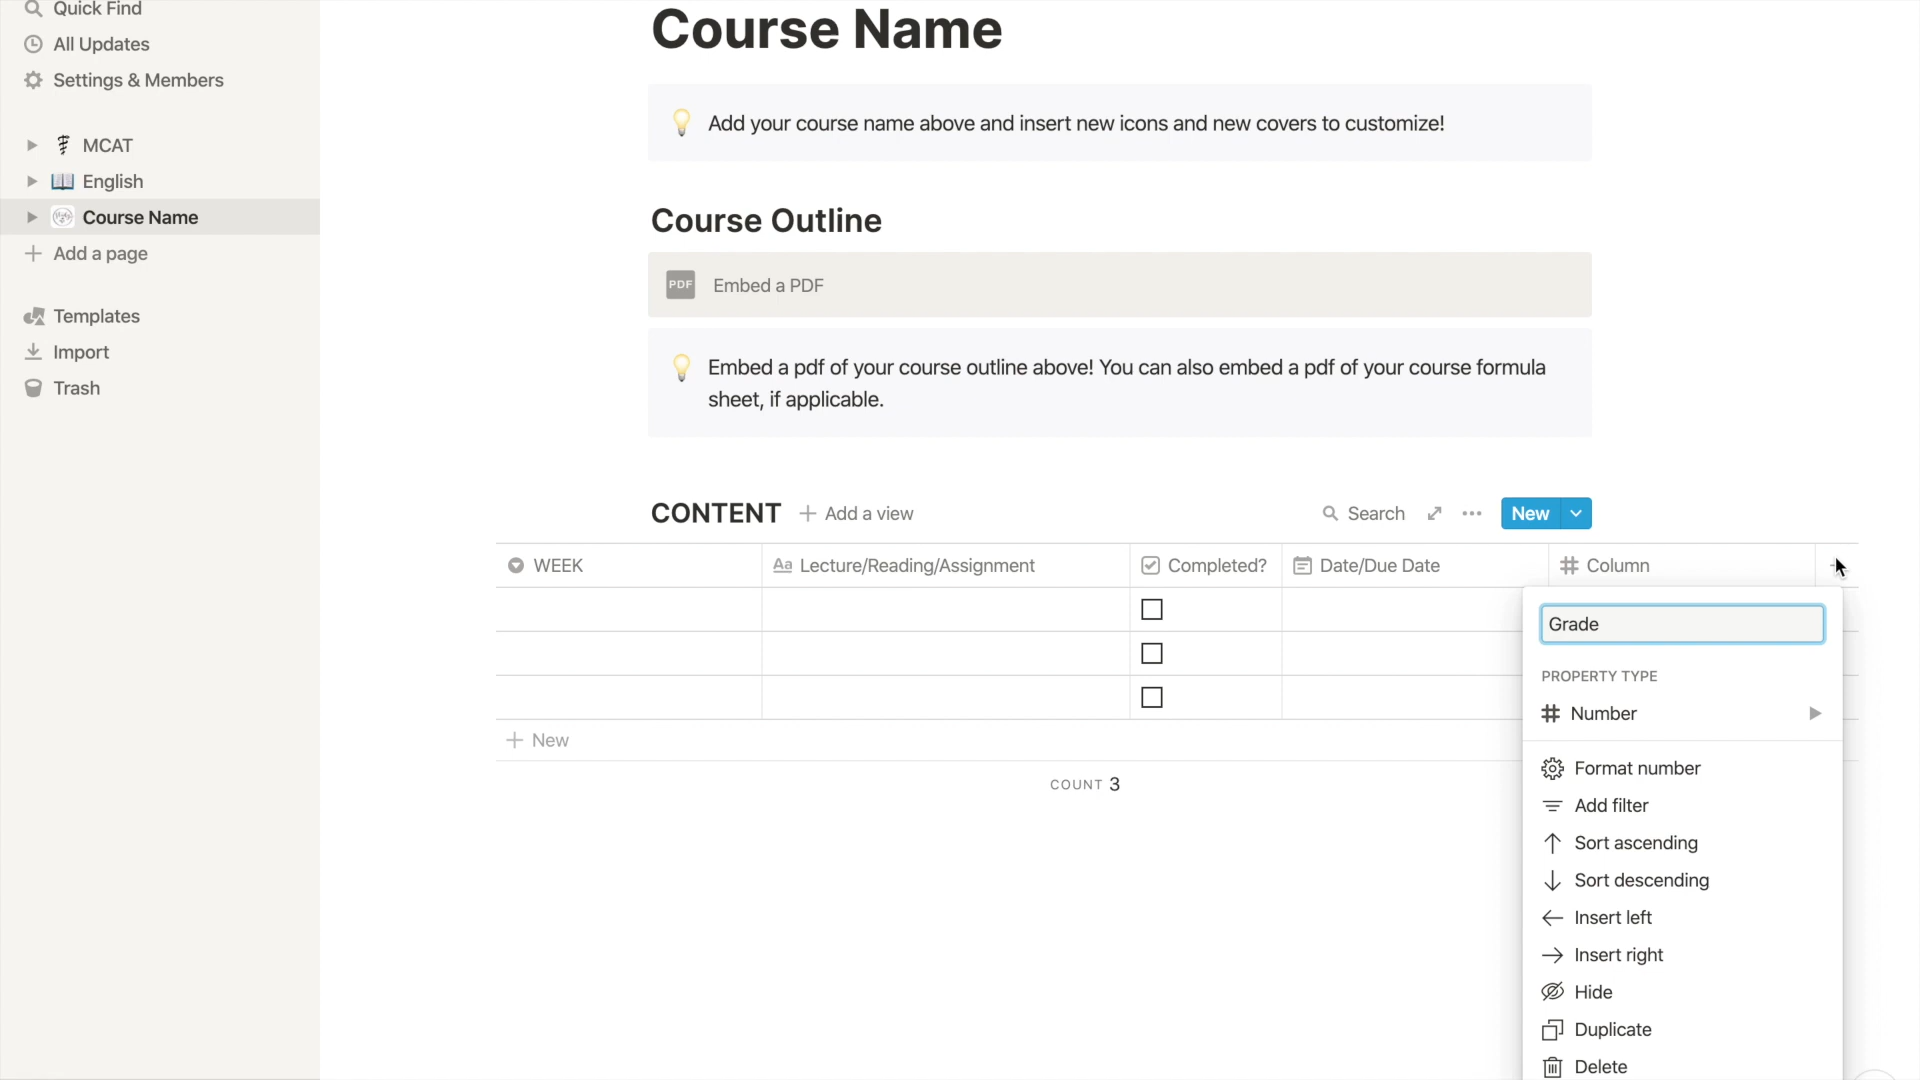 Quick Find
All Updates
Settings & Members
MCAT
English
Course Name
Add a page
Templates
Import
Trash
Course Name
Add your course name above and insert new icons and new covers to customize!
Course Outline
PDF
Embed a PDF
Embed a pdf of your course outline above! You can also embed a pdf of your course formula
sheet, if applicable.
CONTENT
Add a view
Search
New
WEEK
Aa Lecture/Reading/Assignment
Completed?
Date/Due Date
# Column
New
COUNT 3
Grade
PROPERTY TYPE
# Number
Format number
Add filter
Sort ascending
Sort descending
Insert left
Insert right
Hide
Duplicate
Delete